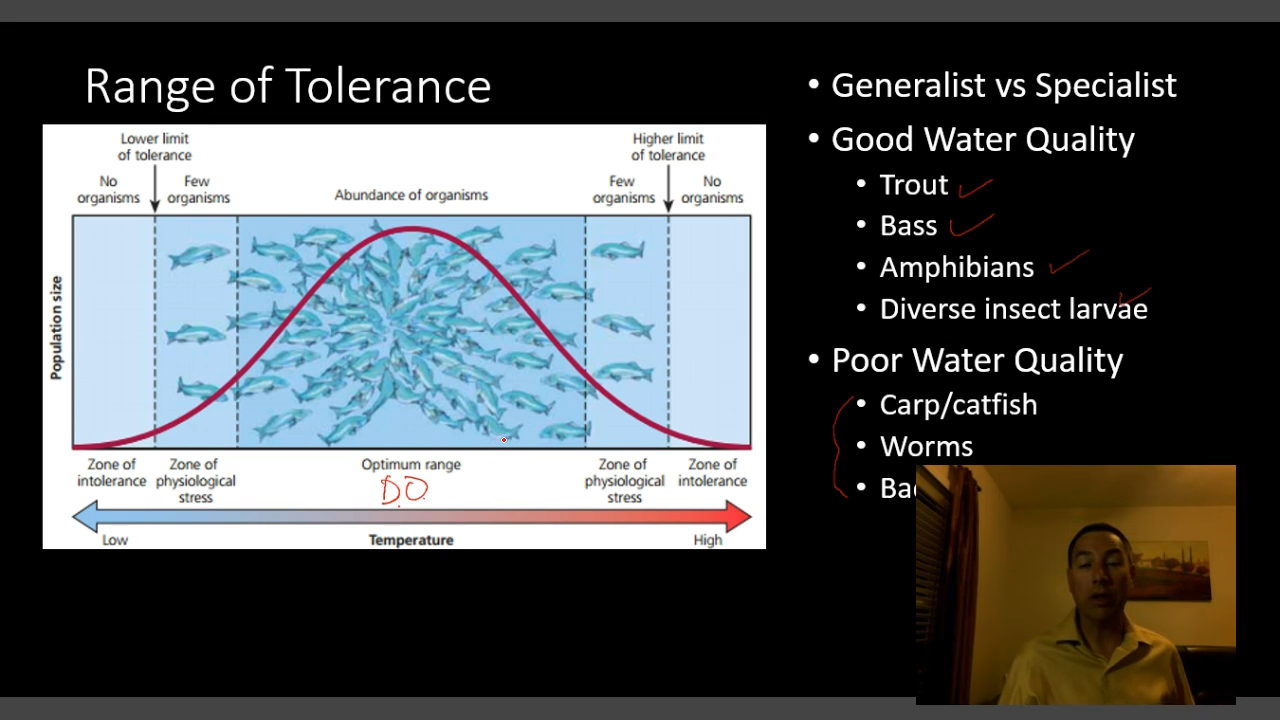 Range of Tolerance
Lower limit
of tolerance
Higher limit
of tolerance
No
organisms
Few
organisms
Abundance of organisms
Few
organisms
No
organisms
Population size
Zone of
intolerance
Zone of
physiological
stress
Optimum range
D.O.
Zone of
physiological
stress
Zone of
intolerance
Low
Temperature
High
• Generalist vs Specialist
• Good Water Quality
• Trout
• Bass
• Amphibians
• Diverse insect larvae
• Poor Water Quality
• Carp/catfish
• Worms